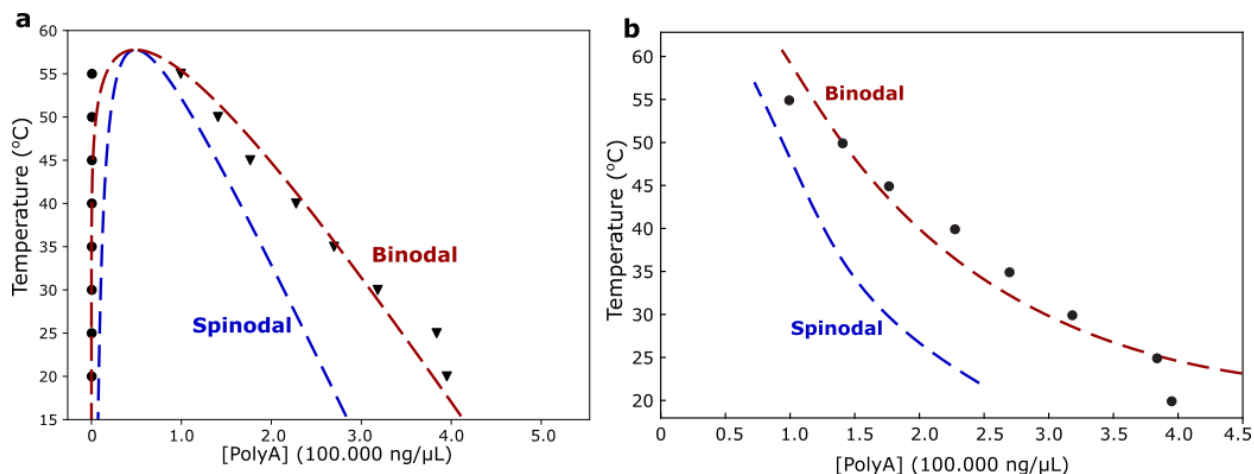 a
60
55
50
45
40
35
30
25
20
15
Temperature (°C)
Binodal
Spinodal
0 1.0 2.0 3.0 4.0 5.0
[PolyA] (100.000 ng/µL)
b
60
55
50
45
40
35
30
25
20
Temperature (°C)
Binodal
Spinodal
0 0.5 1.0 1.5 2.0 2.5 3.0 3.5 4.0 4.5
[PolyA] (100.000 ng/µL)